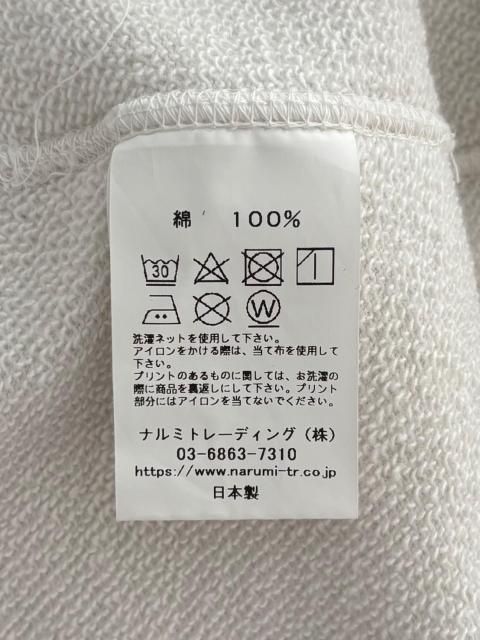 綿 100%
30
W
洗濯ネットを使用して下さい。
アイロンをかける際は、当て布を使用して
下さい。
プリントのあるものに関しては、お洗濯の
際に商品を裏返しにして下さい。プリント
部分にはアイロンを当てないでください。
ナルミトレーディング（株）
03-6863-7310
https://www.narumi-tr.co.jp
日本製